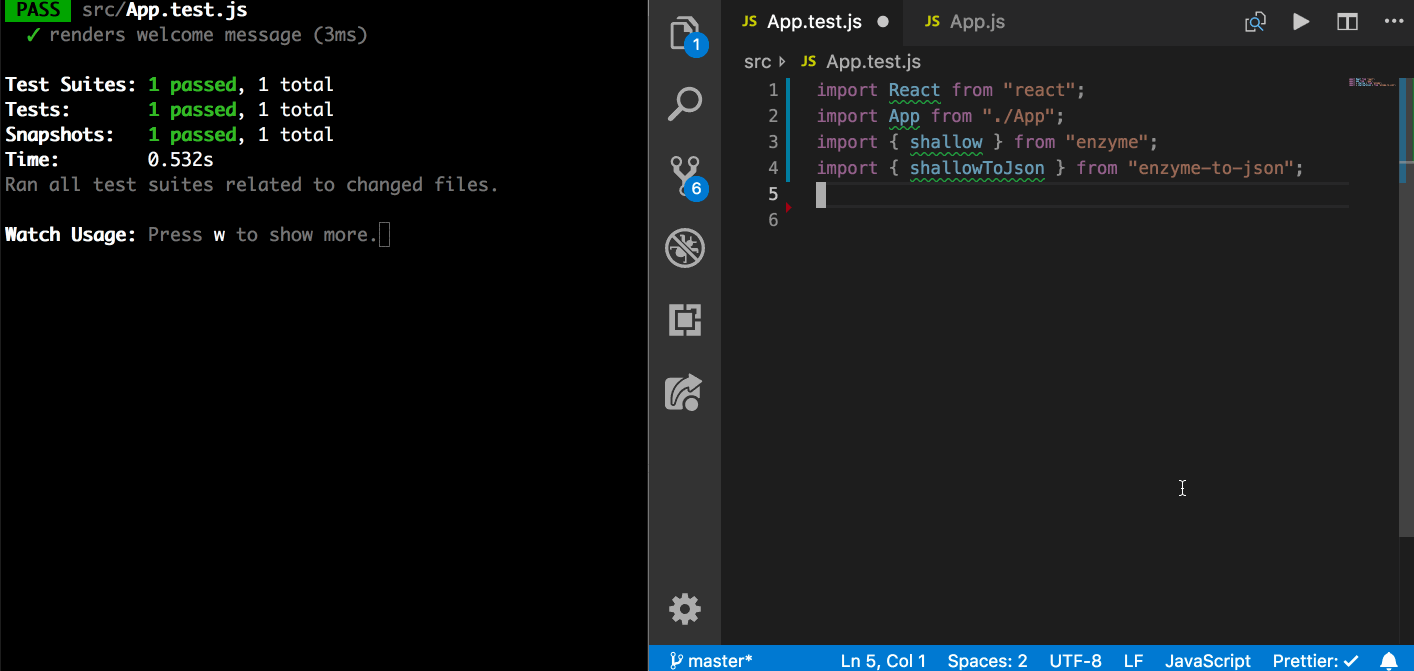 PASS src/App.test.js
✓ renders welcome message (3ms)
Test Suites: 1 passed, 1 total
Tests: 1 passed, 1 total
Snapshots: 1 passed, 1 total
Time: 0.532s
Ran all test suites related to changed files.
Watch Usage: Press w to show more.
1
6
JS App.test.js ● JS App.js
src JS App.test.js
1 import React from "react";
2 import App from "./App";
3 import { shallow } from "enzyme";
4 import { shallowToJson } from "enzyme-to-json";
5
6
master* Ln 5, Col 1 Spaces: 2 UTF-8 LF JavaScript Prettier: ✓